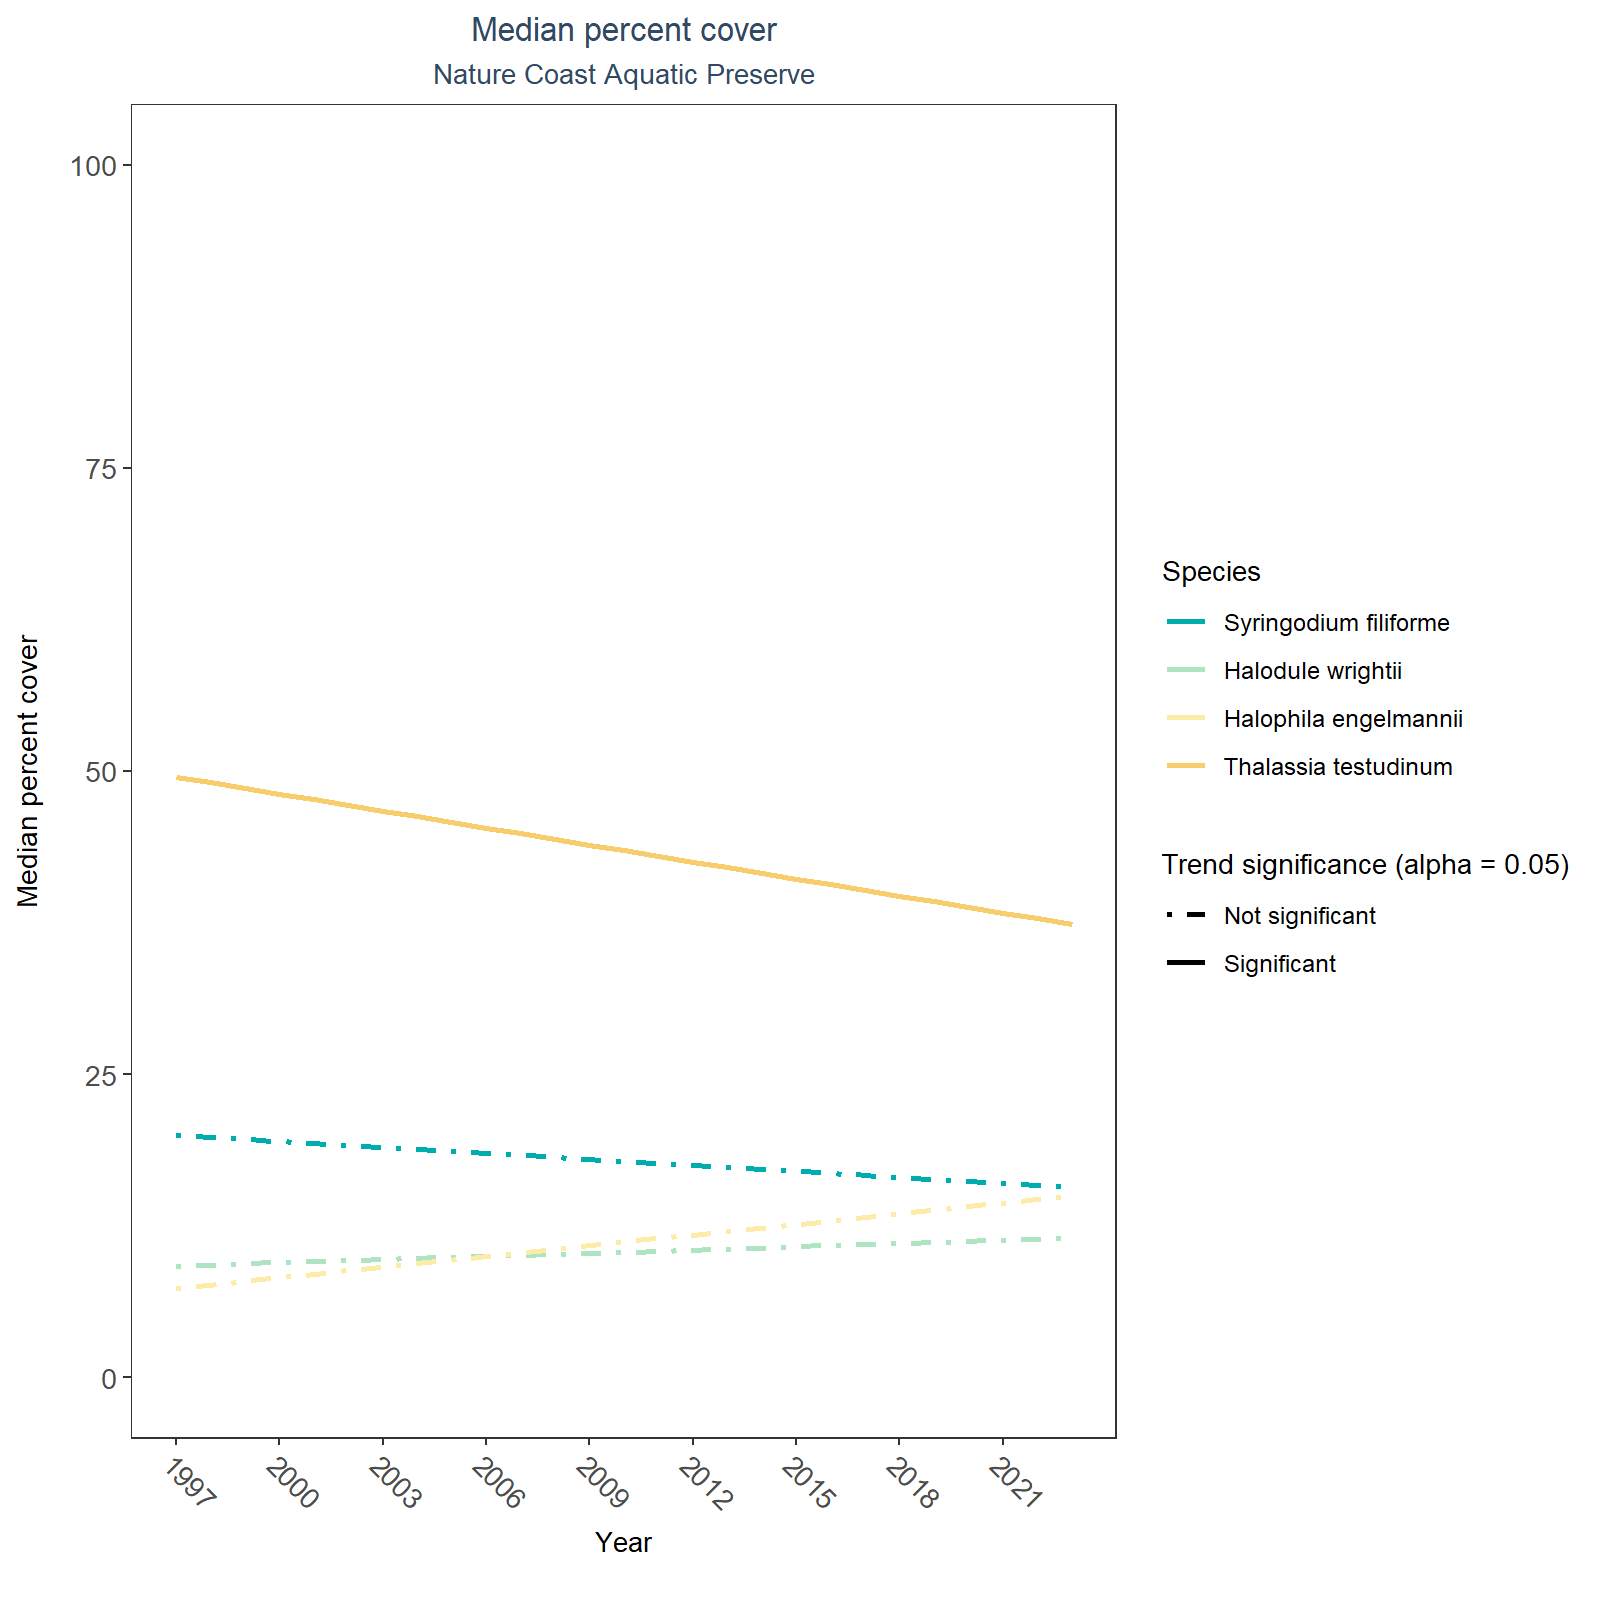 Median percent cover
Nature Coast Aquatic Preserve
Median percent cover
100
75
50
25
0
1997
2000
2003
2006
2009
2012
2015
2018
2021
Year
Species
Syringodium filiforme
Halodule wrightii
Halophila engelmannii
Thalassia testudinum
Trend significance (alpha = 0.05)
Not significant
Significant